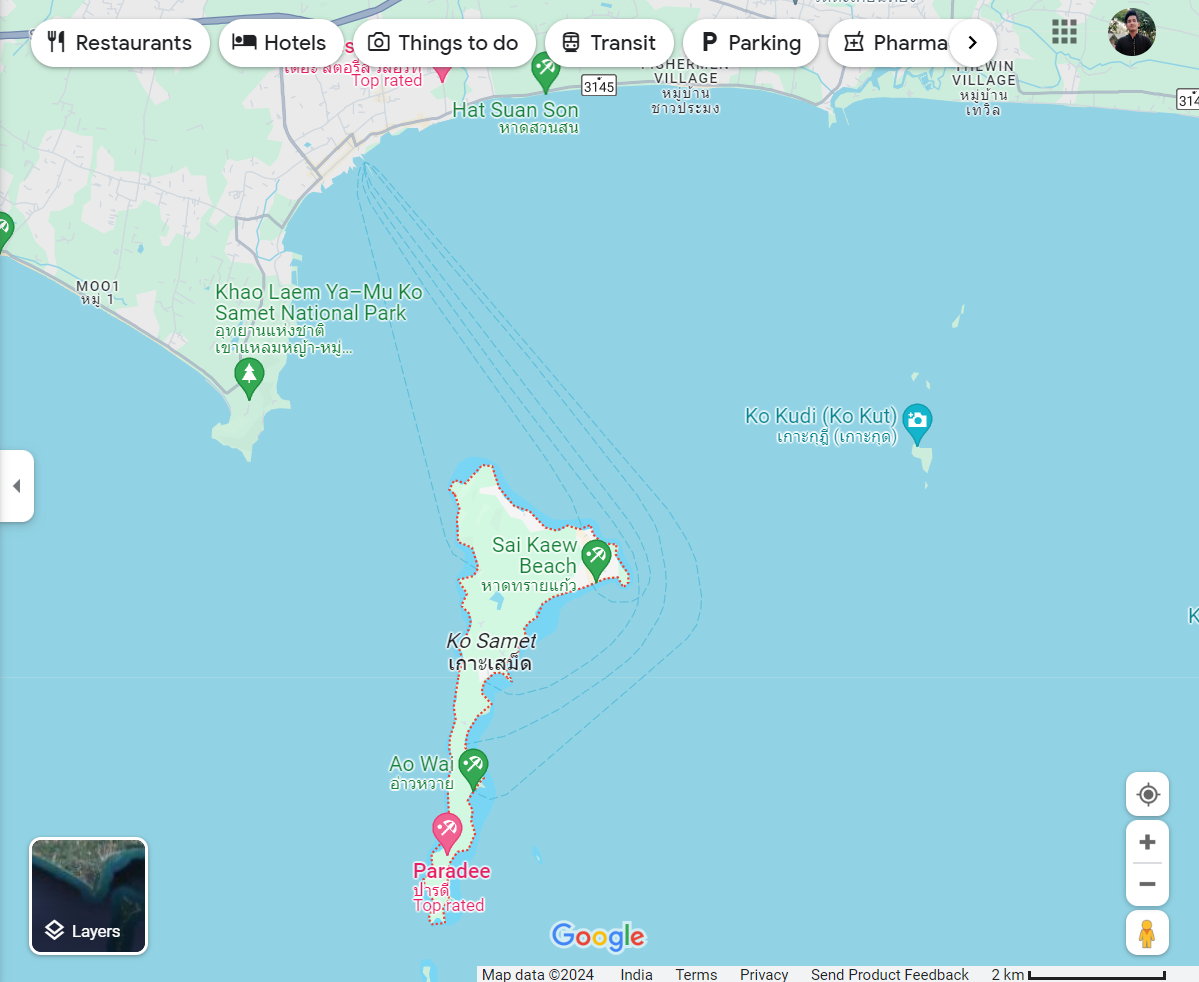 Restaurants
Hotels
Things to do
Transit
Parking
Pharma
Top rated
3145
VILLAGE
หมู่บ้าน
ชาวประมง
VILLAGE
หมู่บ้าน
เทวิล
314
Hat Suan Son
หาดสวนสน
MOO1
หมู่ 1
Khao Laem Ya–Mu Ko
Samet National Park
อุทยานแห่งชาติ
เขาแหลมหญ้า-หมู่...
Ko Kudi (Ko Kut)
เกาะกุฎี (เกาะกุด)
Sai Kaew
Beach
หาดทรายแก้ว
K
Ko Samet
เกาะเสม็ด
Ao Wai
อ่าวหวาย
Paradee
ปารดี
Top rated
Layers
Google
Map data ©2024 India Terms Privacy Send Product Feedback 2 km